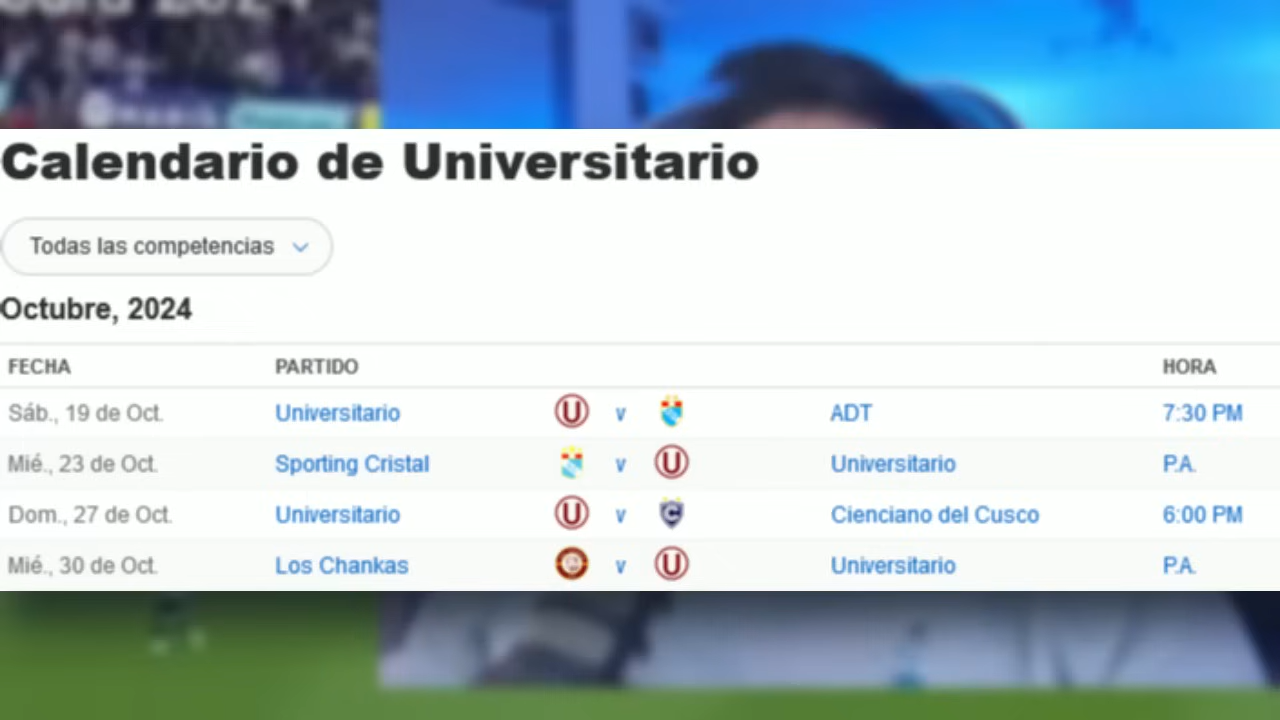 Calendario de Universitario
Todas las competencias
Octubre, 2024
FECHA PARTIDO HORA
Sáb., 19 de Oct. Universitario U v ADT 7:30 PM
Mié., 23 de Oct. Sporting Cristal v U Universitario P.A.
Dom., 27 de Oct. Universitario U v C Cienciano del Cusco 6:00 PM
Mié., 30 de Oct. Los Chankas v U Universitario P.A.